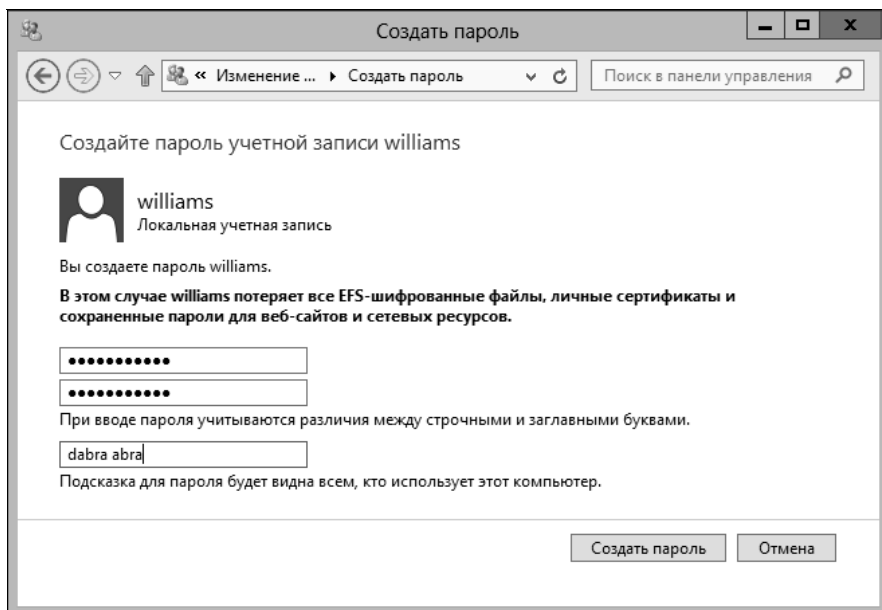 Создать пароль
« Изменение ... Создать пароль
Поиск в панели управления
Создайте пароль учетной записи williams
williams
Локальная учетная запись
Вы создаете пароль williams.
В этом случае williams потеряет все EFS-шифрованные файлы, личные сертификаты и
сохраненные пароли для веб-сайтов и сетевых ресурсов.
•••••••••••
•••••••••••
При вводе пароля учитываются различия между строчными и заглавными буквами.
dabra abra
Подсказка для пароля будет видна всем, кто использует этот компьютер.
Создать пароль Отмена